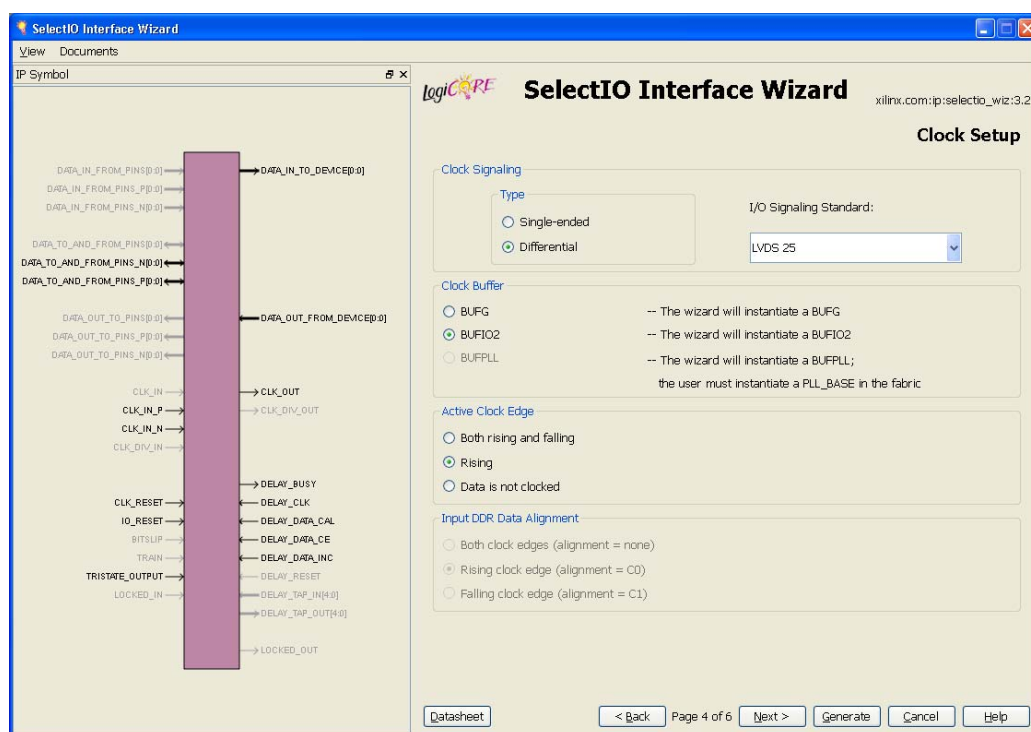 SelectIO Interface Wizard
View Documents
IP Symbol
DATA_IN_FROM_PINS[0:0]
DATA_IN_TO_DEVICE[0:0]
DATA_IN_FROM_PINS_P[0:0]
DATA_IN_FROM_PINS_N[0:0]
DATA_TO_AND_FROM_PINS[0:0]
DATA_TO_AND_FROM_PINS_N[0:0]
DATA_TO_AND_FROM_PINS_P[0:0]
DATA_OUT_TO_PINS[0:0]
DATA_OUT_FROM_DEVICE[0:0]
DATA_OUT_TO_PINS_P[0:0]
DATA_OUT_TO_PINS_N[0:0]
CLK_IN
CLK_OUT
CLK_IN_P
CLK_DIV_OUT
CLK_IN_N
CLK_DIV_IN
DELAY_BUSY
CLK_RESET
DELAY_CLK
IO_RESET
DELAY_DATA_CAL
BITSLIP
DELAY_DATA_CE
TRAIN
DELAY_DATA_INC
TRISTATE_OUTPUT
DELAY_RESET
LOCKED_IN
DELAY_TAP_IN[4:0]
DELAY_TAP_OUT[4:0]
LOCKED_OUT
LogiCORE
SelectIO Interface Wizard
xilinx.com:ip:selectio_wiz:3.2
Clock Setup
Clock Signaling
Type
Single-ended
Differential
I/O Signaling Standard:
LVDS 25
Clock Buffer
BUFG -- The wizard will instantiate a BUFG
BUFIO2 -- The wizard will instantiate a BUFIO2
BUFPLL -- The wizard will instantiate a BUFPLL;
the user must instantiate a PLL_BASE in the fabric
Active Clock Edge
Both rising and falling
Rising
Data is not clocked
Input DDR Data Alignment
Both clock edges (alignment = none)
Rising clock edge (alignment = C0)
Falling clock edge (alignment = C1)
Datasheet < Back Page 4 of 6 Next > Generate Cancel Help